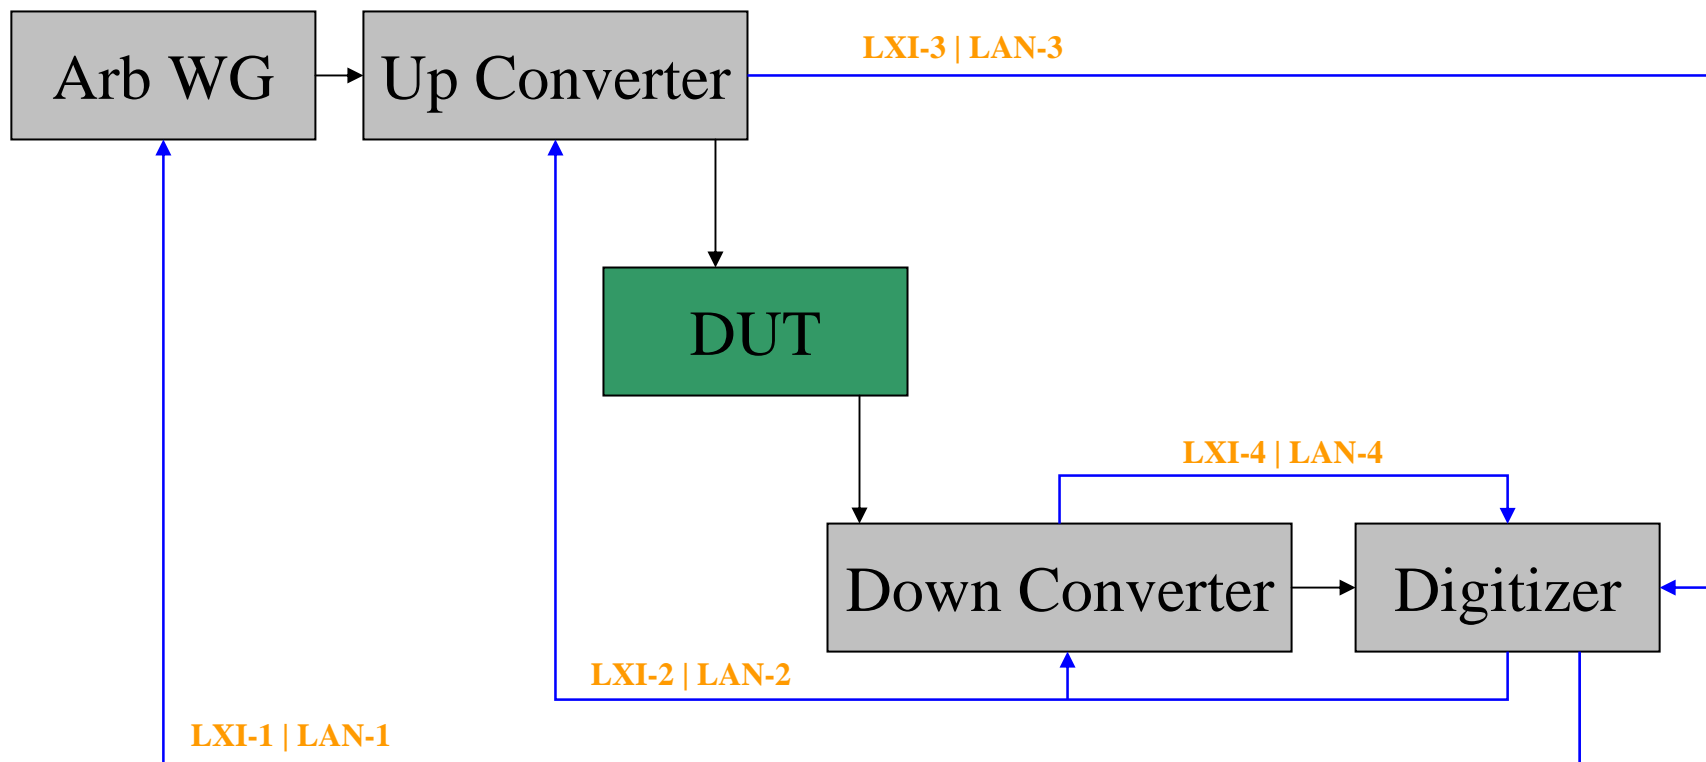 LXI-3 | LAN-3
Arb WG
Up Converter
DUT
LXI-4 | LAN-4
Down Converter
Digitizer
LXI-2 | LAN-2
LXI-1 | LAN-1